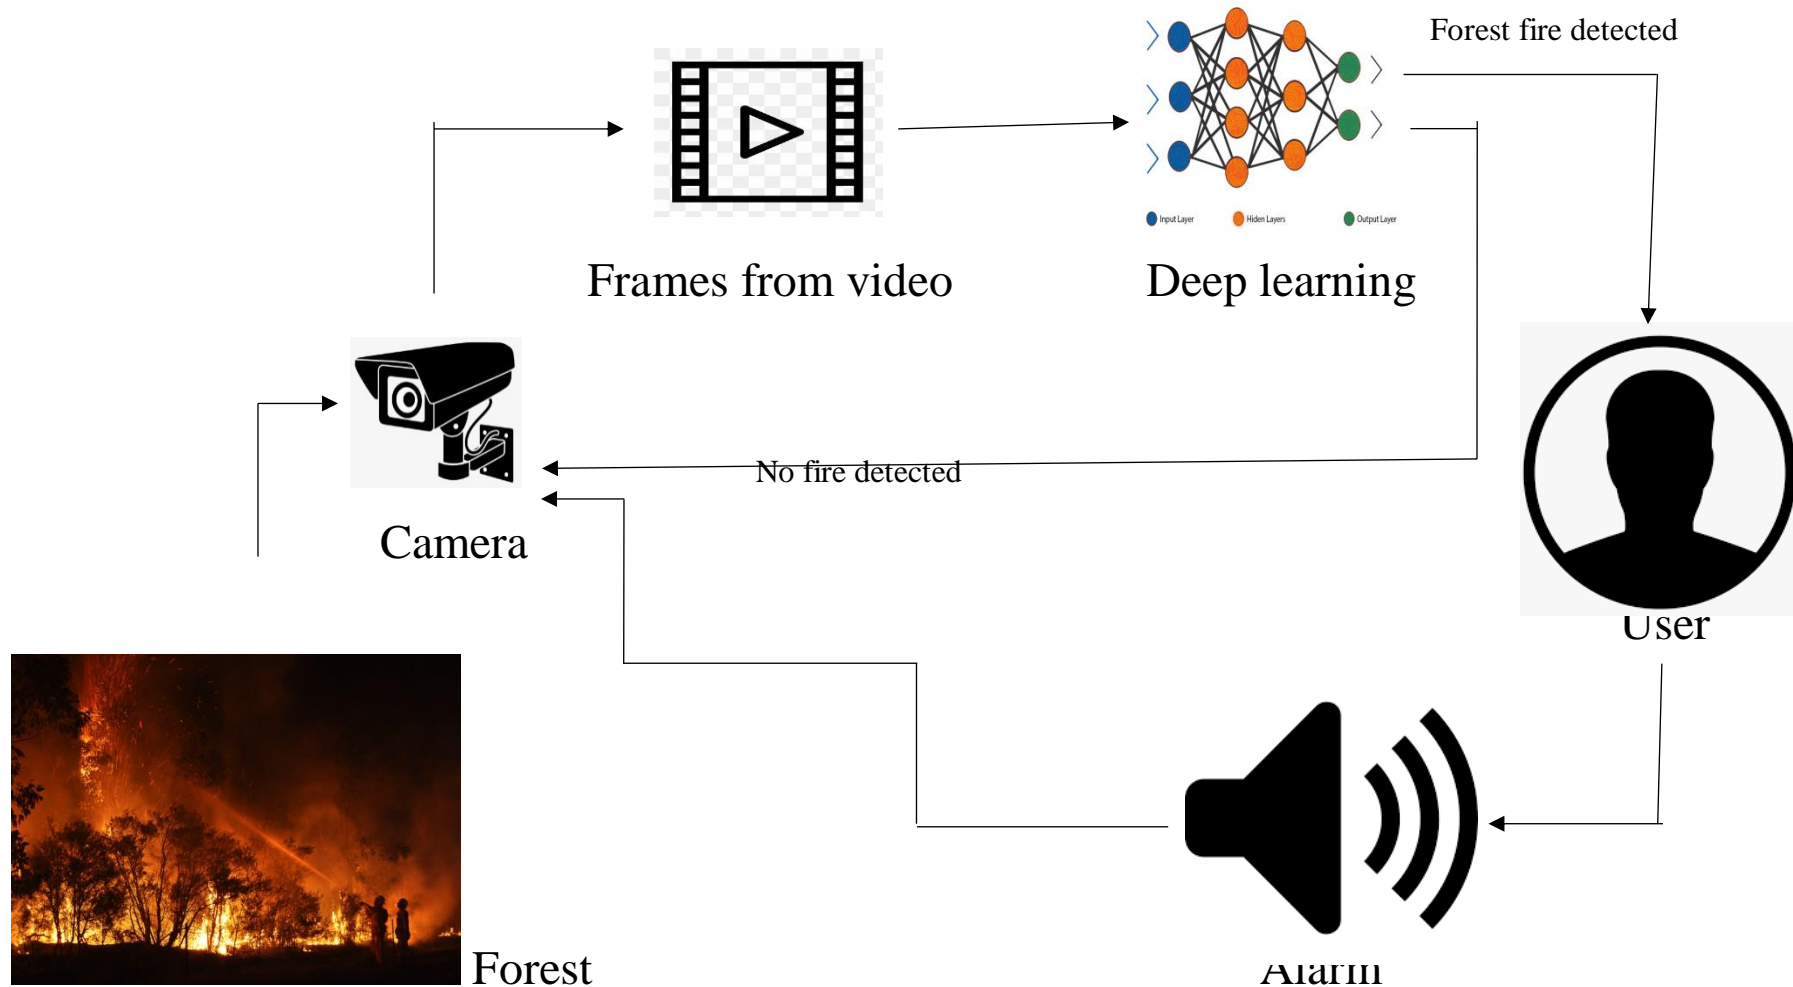 Forest fire detected
Input Layer
Hiden Layers
Output Layer
Frames from video
Deep learning
No fire detected
Camera
User
Forest
Alarm